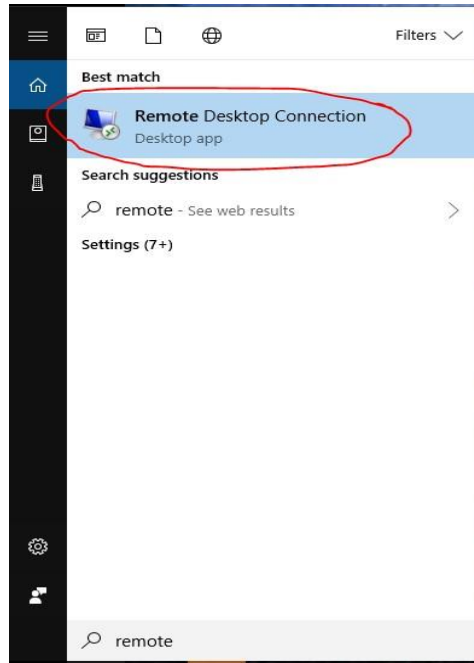 Filters
Best match
Remote Desktop Connection
Desktop app
Search suggestions
remote - See web results
Settings (7+)
remote